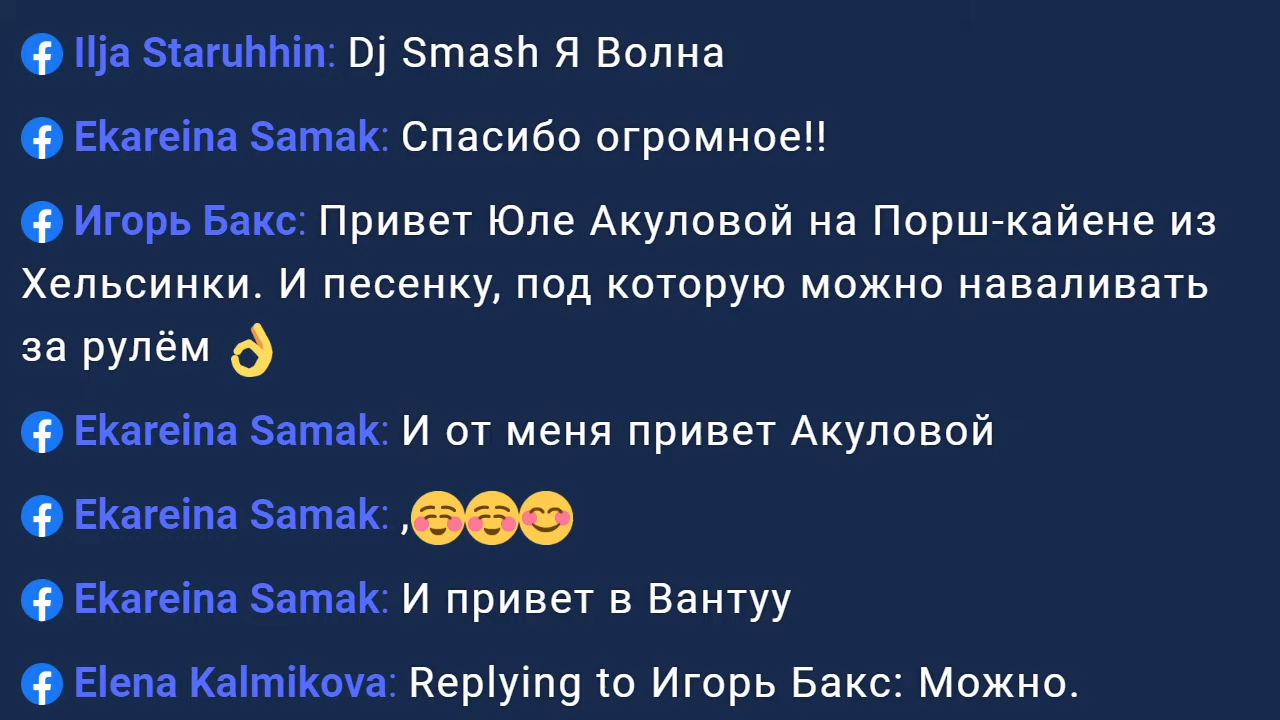 Ilja Staruhhin: Dj Smash Я Волна
Ekareina Samak: Спасибо огромное!!
Игорь Бакс: Привет Юле Акуловой на Порш-кайене из
Хельсинки. И песенку, под которую можно наваливать
за рулём 👌
Ekareina Samak: И от меня привет Акуловой
Ekareina Samak: ,☺️☺️😊
Ekareina Samak: И привет в Вантуу
Elena Kalmikova: Replying to Игорь Бакс: Можно.